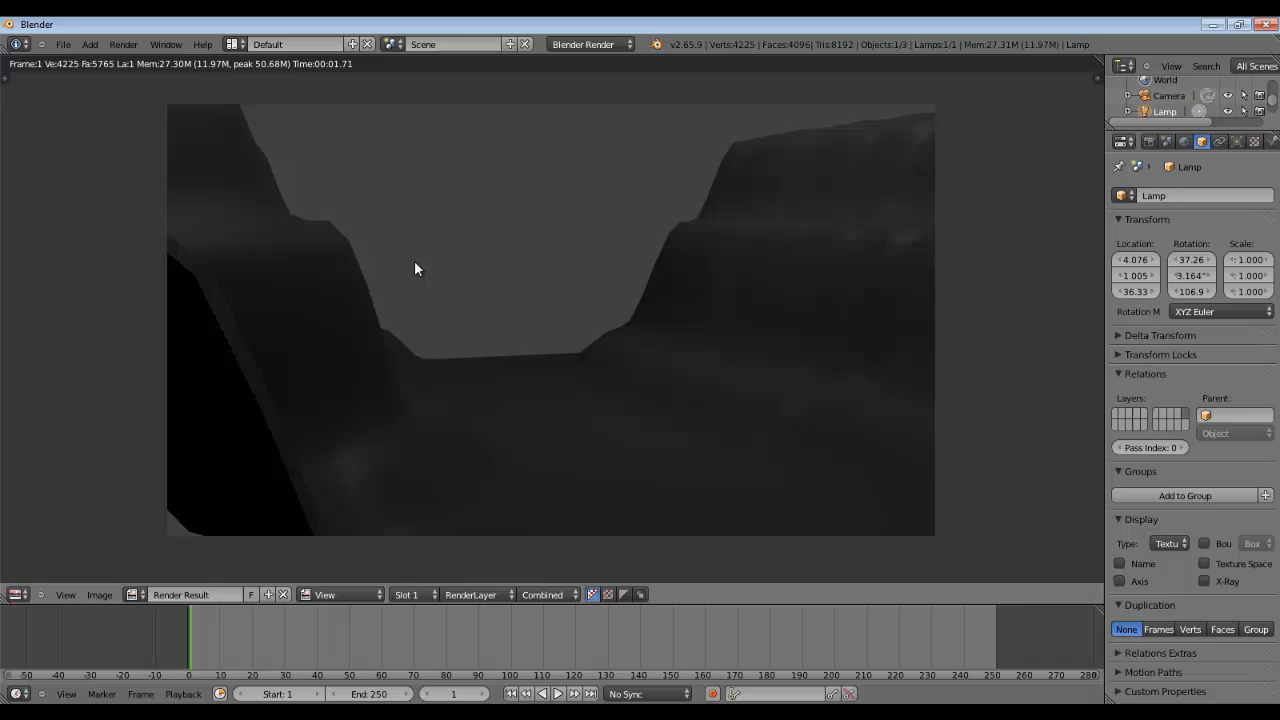 Blender
File Add Render Window Help Default Scene Blender Render v2.65.9 | Verts:4225 | Faces:4096| Tris:8192 | Objects:1/3 | Lamps:1/1 | Mem:27.31M (11.97M) | Lamp
Frame:1 Ve:4225 Fa:5765 La:1 Mem:27.30M (11.97M, peak 50.68M) Time:00:01.71
View Search All Scenes
World
Camera
Lamp
Lamp
Lamp
Transform
Location: Rotation: Scale:
4.076 37.26 : 1.000
1.005 3.164° : 1.000
36.33 106.9 : 1.000
Rotation M XYZ Euler
Delta Transform
Transform Locks
Relations
Layers: Parent:
Object
Pass Index: 0
Groups
Add to Group
Display
Type: Textu Bou Box
Name Texture Space
Axis X-Ray
Duplication
None Frames Verts Faces Group
Relations Extras
Motion Paths
Custom Properties
View Image Render Result F View Slot 1 RenderLayer Combined
-50 -40 -30 -20 -10 0 10 20 30 40 50 60 70 80 90 100 110 120 130 140 150 160 170 180 190 200 210 220 230 240 250 260 270 280
View Marker Frame Playback Start: 1 End: 250 1 No Sync